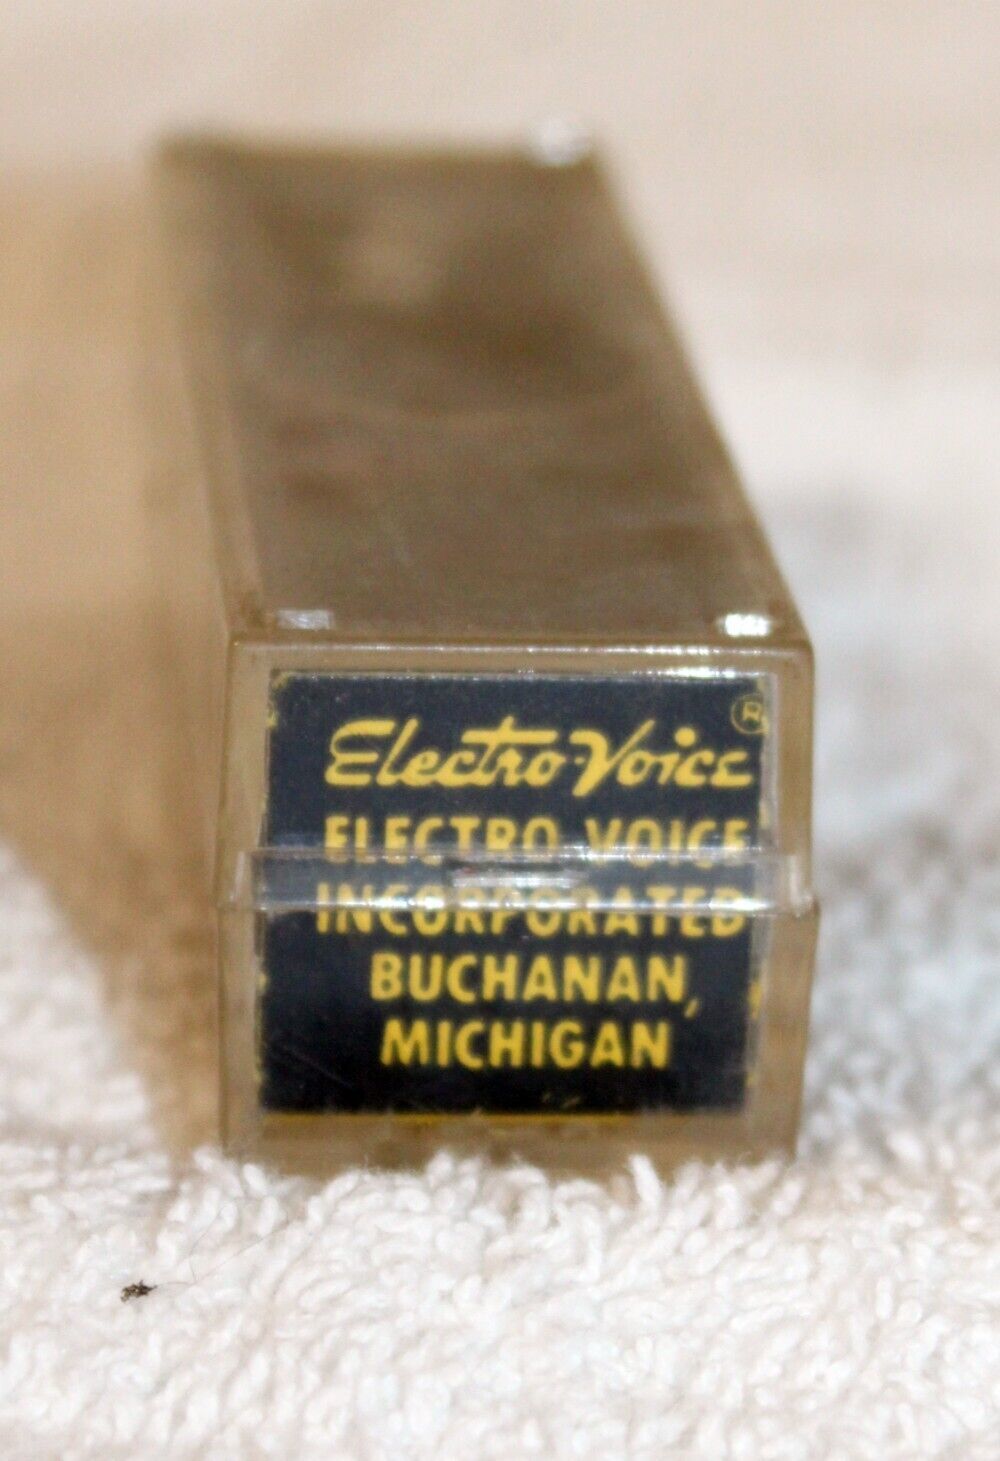 Electro-Voice ®
ELECTRO-VOICE
INCORPORATED
BUCHANAN,
MICHIGAN